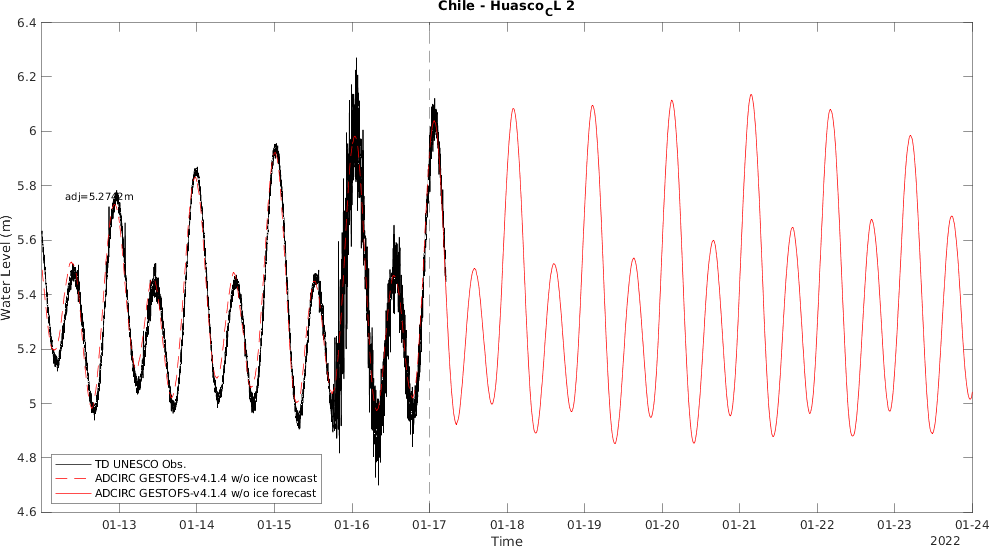 Chile - HuascoCL 2
6.4
6.2
6
5.8
5.6
5.4
5.2
5
4.8
4.6
Water Level (m)
adj=5.2742m
TD UNESCO Obs.
ADCIRC GESTOFS-v4.1.4 w/o ice nowcast
ADCIRC GESTOFS-v4.1.4 w/o ice forecast
01-13 01-14 01-15 01-16 01-17 01-18 01-19 01-20 01-21 01-22 01-23 01-24
Time
2022